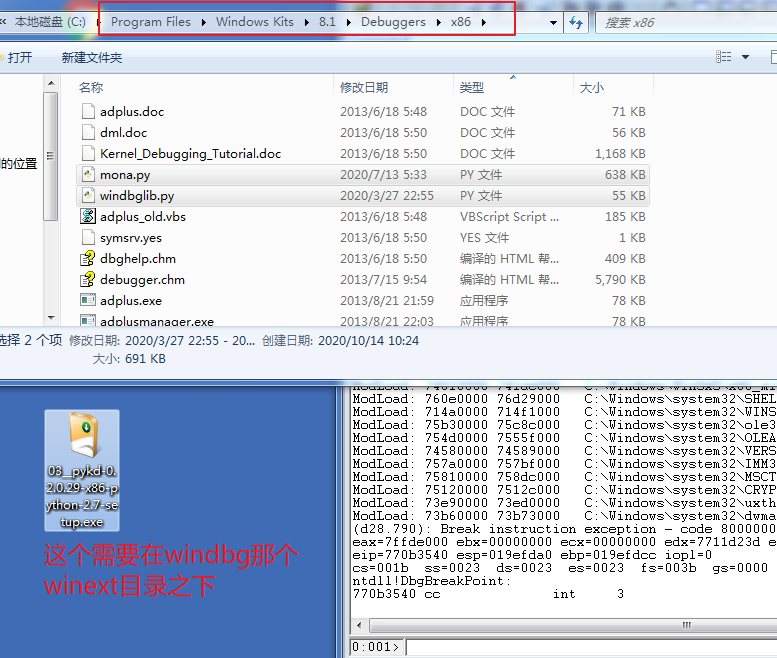 « 本地磁盘 (C:) ▸ Program Files ▸ Windows Kits ▸ 8.1 ▸ Debuggers ▸ x86 ▸ 搜索 x86
打开 新建文件夹
名称 修改日期 类型 大小
adplus.doc 2013/6/18 5:48 DOC 文件 71 KB
dml.doc 2013/6/18 5:50 DOC 文件 56 KB
Kernel_Debugging_Tutorial.doc 2013/6/18 5:50 DOC 文件 1,168 KB
的位置
mona.py 2020/7/13 5:33 PY 文件 638 KB
windbglib.py 2020/3/27 22:55 PY 文件 55 KB
adplus_old.vbs 2013/6/18 5:48 VBScript Script ... 185 KB
symsrv.yes 2013/6/18 5:50 YES 文件 1 KB
dbghelp.chm 2013/6/18 5:50 编译的 HTML 帮... 409 KB
debugger.chm 2013/7/15 9:54 编译的 HTML 帮... 5,790 KB
adplus.exe 2013/8/21 21:59 应用程序 78 KB
adplusmanager.exe 2013/8/21 22:03 应用程序 78 KB
选择 2 个项 修改日期: 2020/3/27 22:55 - 20... 创建日期: 2020/10/14 10:24
大小: 691 KB
03__pykd-0.
2.0.29-x86-p
ython-2.7-se
tup.exe
这个需要在windbg那个
winext目录之下
ModLoad: 760e0000 76d29000 C:\Windows\system32\SHEL
ModLoad: 714a0000 714f1000 C:\Windows\system32\WINS
ModLoad: 75b30000 75c8c000 C:\Windows\system32\ole3
ModLoad: 754d0000 7555f000 C:\Windows\system32\OLEA
ModLoad: 74580000 74589000 C:\Windows\system32\VERS
ModLoad: 757a0000 757bf000 C:\Windows\system32\IMM3
ModLoad: 75810000 758dc000 C:\Windows\system32\MSCT
ModLoad: 75120000 7512c000 C:\Windows\system32\CRYP
ModLoad: 73e90000 73ed0000 C:\Windows\system32\uxth
ModLoad: 73b60000 73b73000 C:\Windows\system32\dwma
(d28.790): Break instruction exception - code 8000000
eax=7ffde000 ebx=00000000 ecx=00000000 edx=7711d23d e
eip=770b3540 esp=019efda0 ebp=019efdcc iopl=0
cs=001b ss=0023 ds=0023 es=0023 fs=003b gs=0000
ntdll!DbgBreakPoint:
770b3540 cc int 3
0:001>